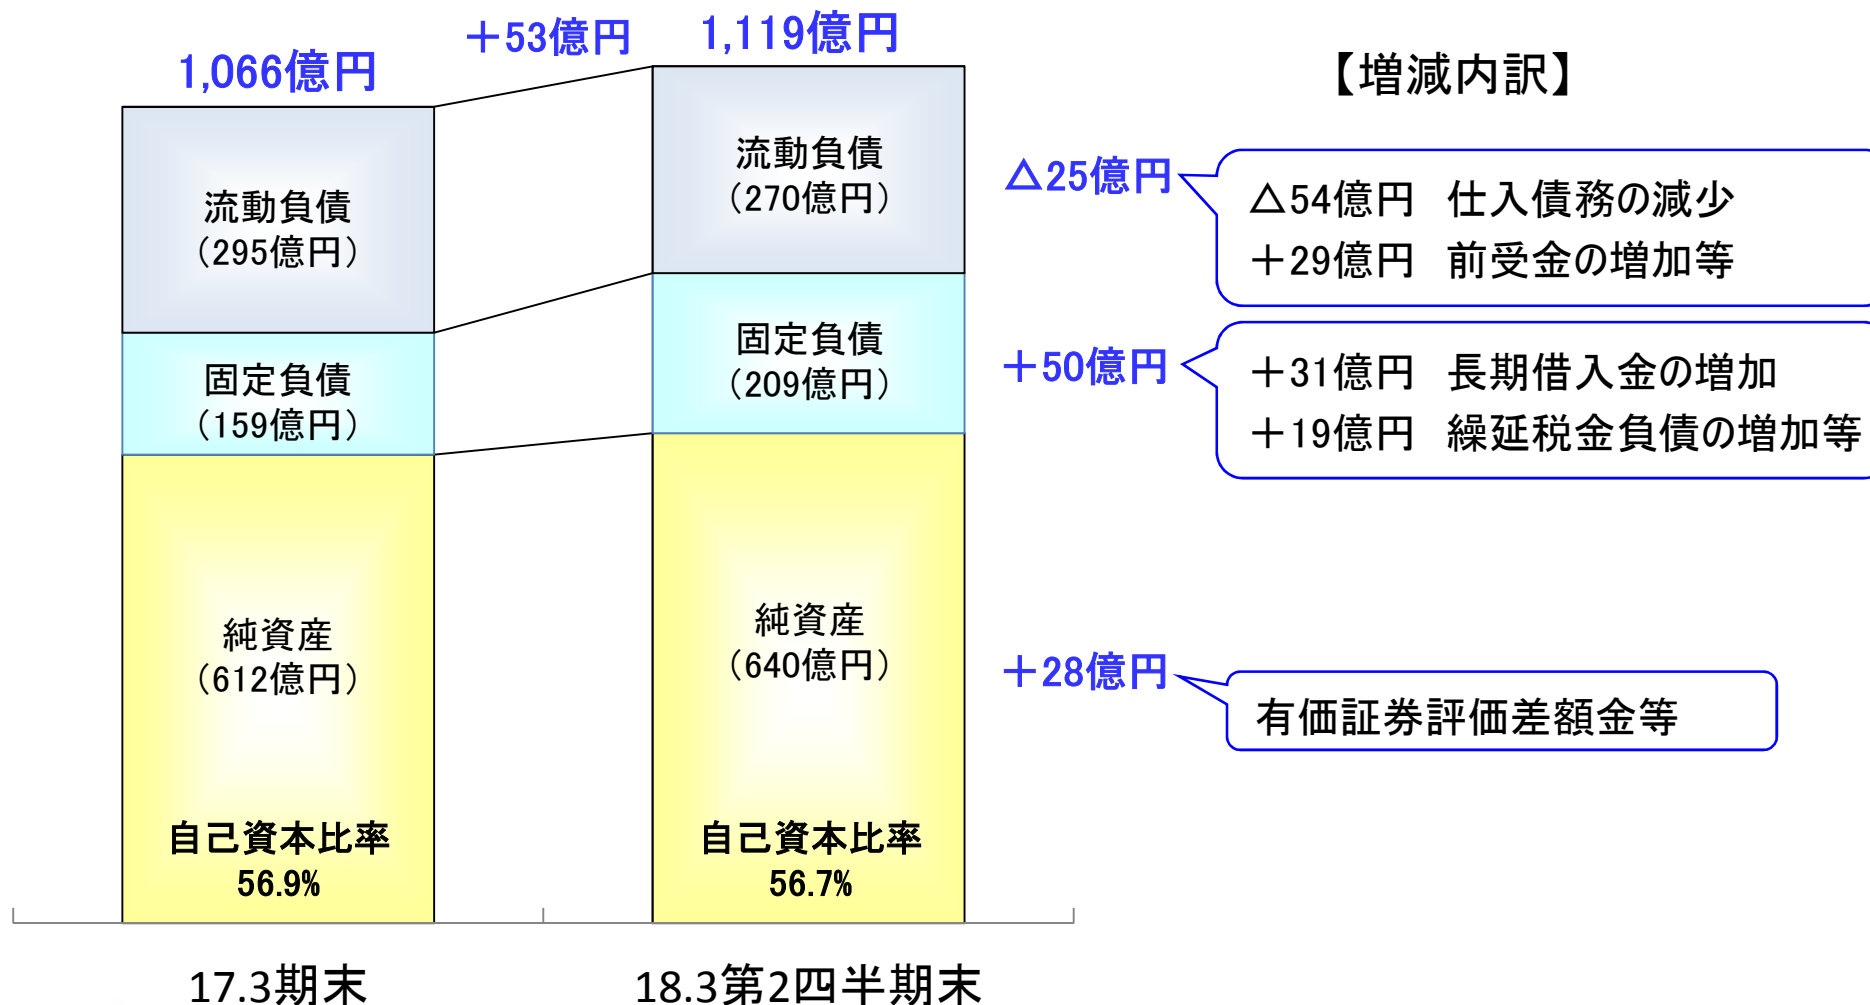 1,066億円
+53億円
1,119億円
【増減内訳】
流動負債
（295億円）
流動負債
（270億円）
△25億円
△54億円 仕入債務の減少
+29億円 前受金の増加等
固定負債
（159億円）
固定負債
（209億円）
+50億円
+31億円 長期借入金の増加
+19億円 繰延税金負債の増加等
純資産
（612億円）
純資産
（640億円）
+28億円
有価証券評価差額金等
自己資本比率
56.9%
自己資本比率
56.7%
17.3期末
18.3第2四半期末